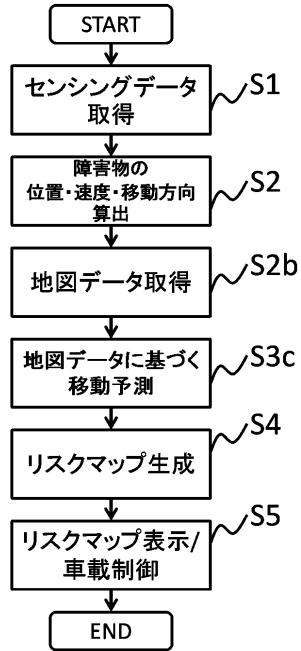 START
センシングデータ
取得
S1
障害物の
位置・速度・移動方向
算出
S2
地図データ取得
S2b
地図データに基づく
移動予測
S3c
リスクマップ生成
S4
リスクマップ表示/
車載制御
S5
END